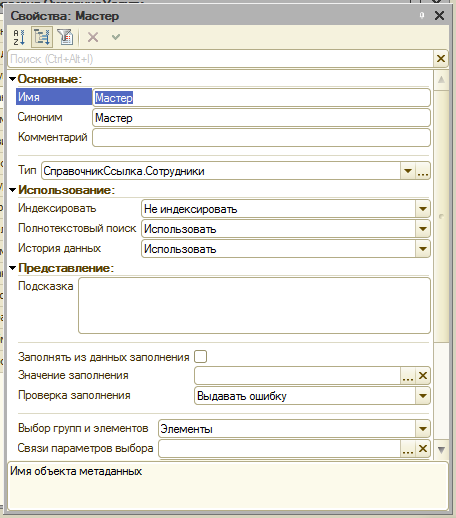 Свойства: Мастер
Поиск (Ctrl+Alt+I)
Основные:
Имя Мастер
Синоним Мастер
Комментарий
Тип СправочникСсылка.Сотрудники
Использование:
Индексировать Не индексировать
Полнотекстовый поиск Использовать
История данных Использовать
Представление:
Подсказка
Заполнять из данных заполнения
Значение заполнения
Проверка заполнения Выдавать ошибку
Выбор групп и элементов Элементы
Связи параметров выбора
Имя объекта метаданных